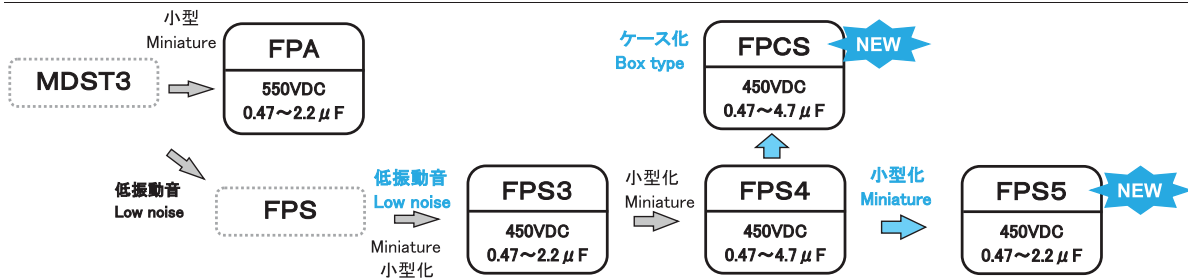 MDST3
小型
Miniature
FPA
550VDC
0.47～2.2μF
低振動音
Low noise
FPS
低振動音
Low noise
Miniature
小型化
FPS3
450VDC
0.47～2.2μF
小型化
Miniature
FPS4
450VDC
0.47～4.7μF
ケース化
Box type
FPCS
NEW
450VDC
0.47～4.7μF
小型化
Miniature
FPS5
NEW
450VDC
0.47～2.2μF